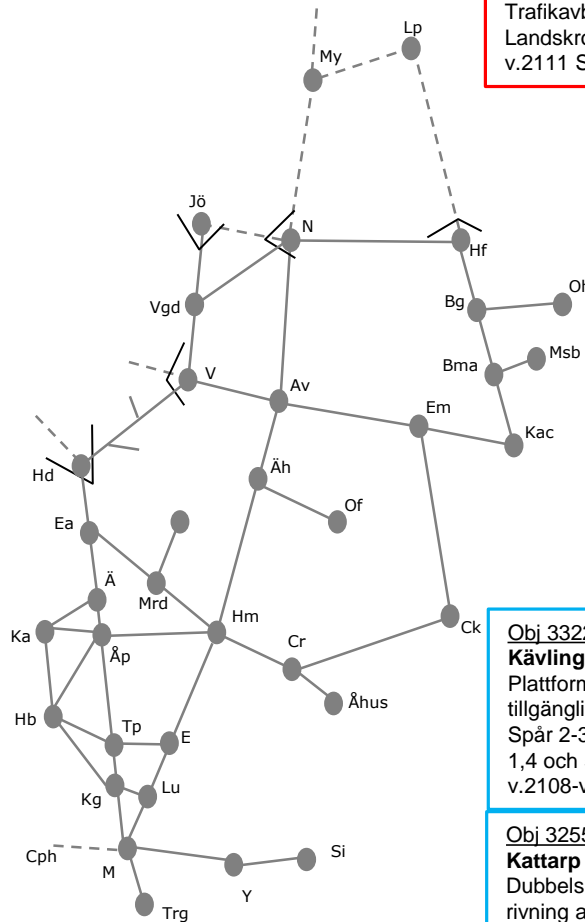 Trafikavb
Landskro
v.2111 S
Lp
My
Jö
N
Hf
Vgd
Bg
Oh
V
Bma
Msb
Av
Em
Kac
Äh
Hd
Of
Ea
Ä
Mrd
Hm
Ka
Åp
Cr
Ck
Åhus
Hb
Tp
E
Kg
Lu
Cph
M
Y
Si
Trg
Obj 3322
Kävling
Plattform
tillgängli
Spår 2-3
1,4 och
v.2108-v
Obj 3255
Kattarp
Dubbels
rivning a